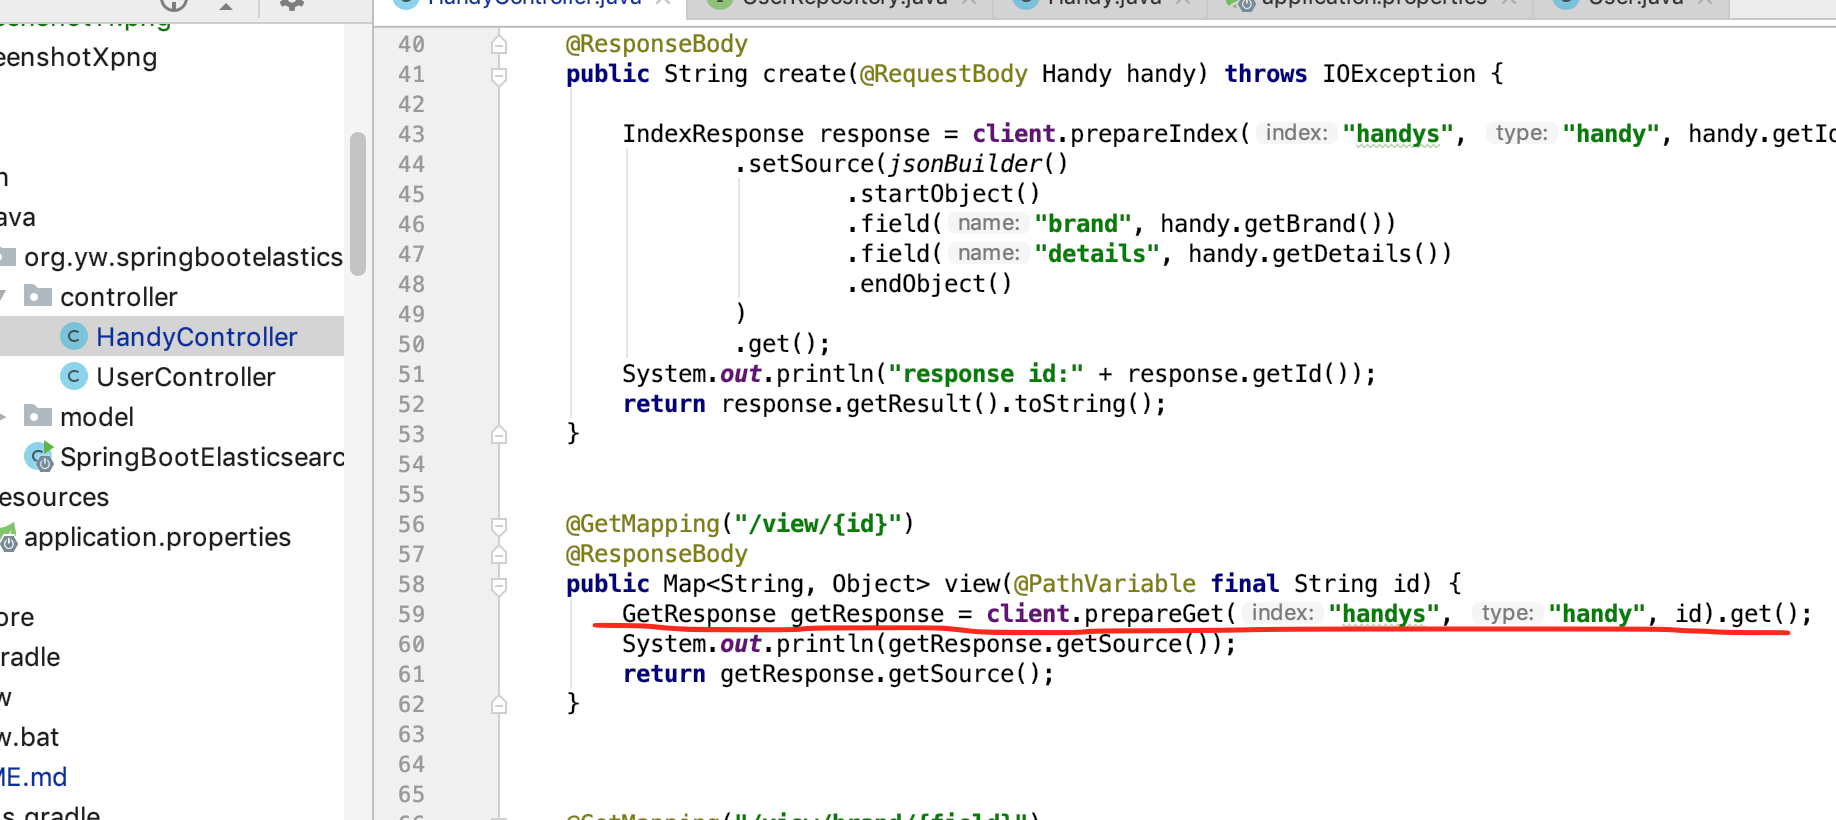 HandyController.java
UserRepository.java
Handy.java
application.properties
User.java
eenshotXpng
ava
org.yw.springbootelastics
controller
HandyController
UserController
model
SpringBootElasticsearc
esources
application.properties
ore
radle
w
w.bat
ME.md
s.gradle
40 @ResponseBody
41 public String create(@RequestBody Handy handy) throws IOException {
42
43 IndexResponse response = client.prepareIndex( index: "handys", type: "handy", handy.getId
44 .setSource(jsonBuilder()
45 .startObject()
46 .field( name: "brand", handy.getBrand())
47 .field( name: "details", handy.getDetails())
48 .endObject()
49 )
50 .get();
51 System.out.println("response id:" + response.getId());
52 return response.getResult().toString();
53 }
54
55
56 @GetMapping("/view/{id}")
57 @ResponseBody
58 public Map<String, Object> view(@PathVariable final String id) {
59 GetResponse getResponse = client.prepareGet( index: "handys", type: "handy", id).get();
60 System.out.println(getResponse.getSource());
61 return getResponse.getSource();
62 }
63
64
65
66 @GetMapping("/view/brand/{field}")